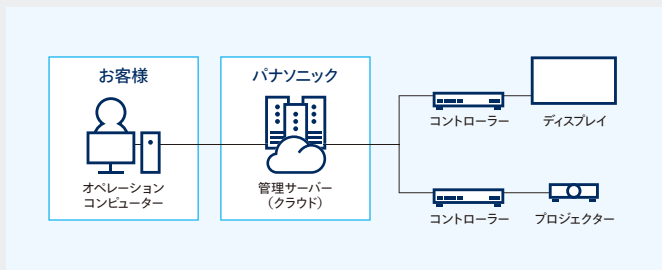 お客様
オペレーション
コンピューター
パナソニック
管理サーバー
（クラウド）
コントローラー
ディスプレイ
コントローラー
プロジェクター